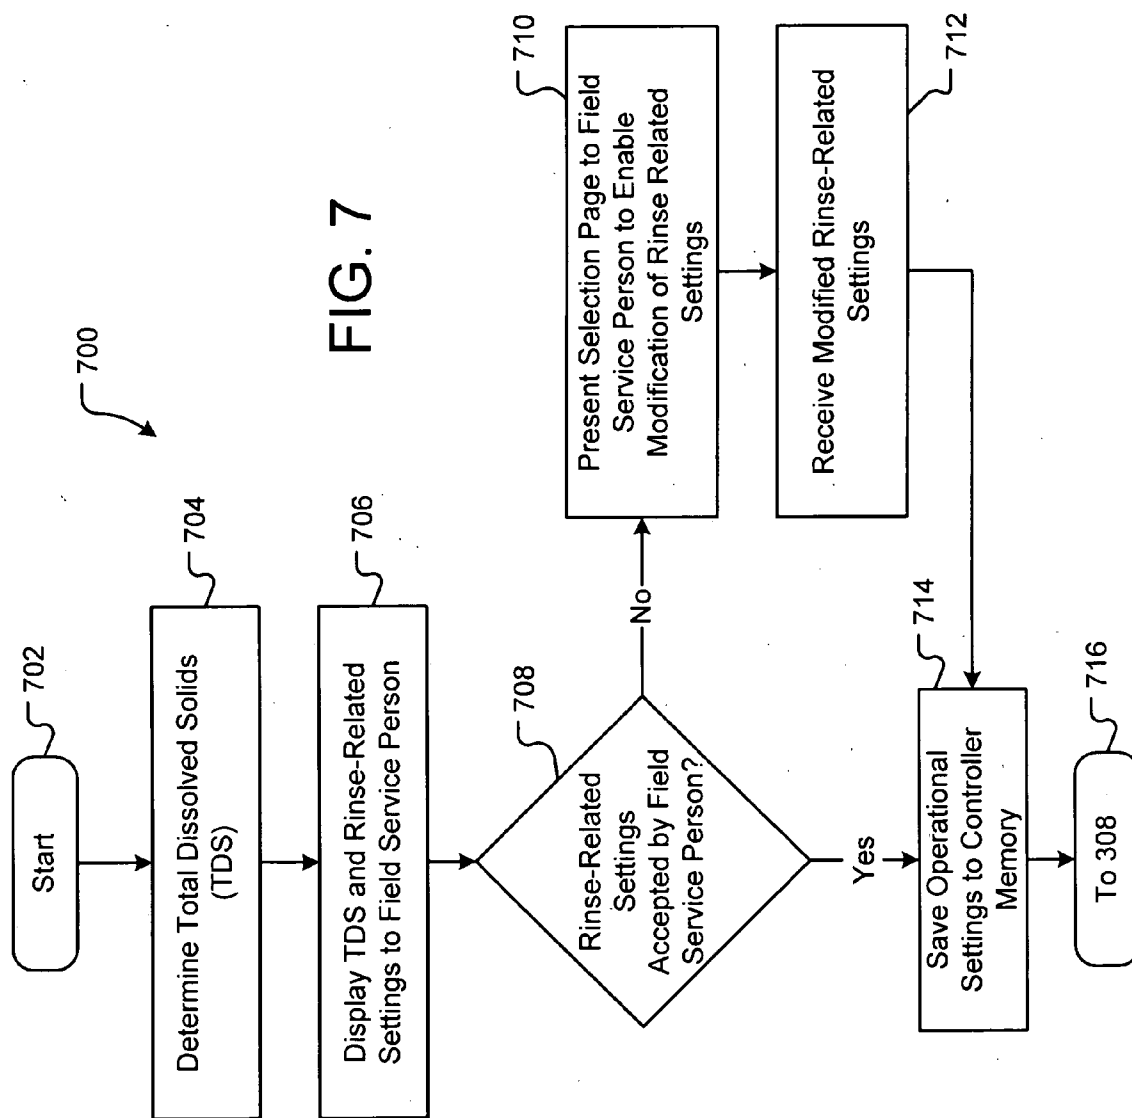 700
FIG. 7
702
Start
704
Determine Total Dissolved Solids
(TDS)
706
Display TDS and Rinse-Related
Settings to Field Service Person
708
Rinse-Related
Settings
Accepted by Field
Service Person?
No
710
Present Selection Page to Field
Service Person to Enable
Modification of Rinse Related
Settings
712
Receive Modified Rinse-Related
Settings
Yes
714
Save Operational
Settings to Controller
Memory
716
To 308